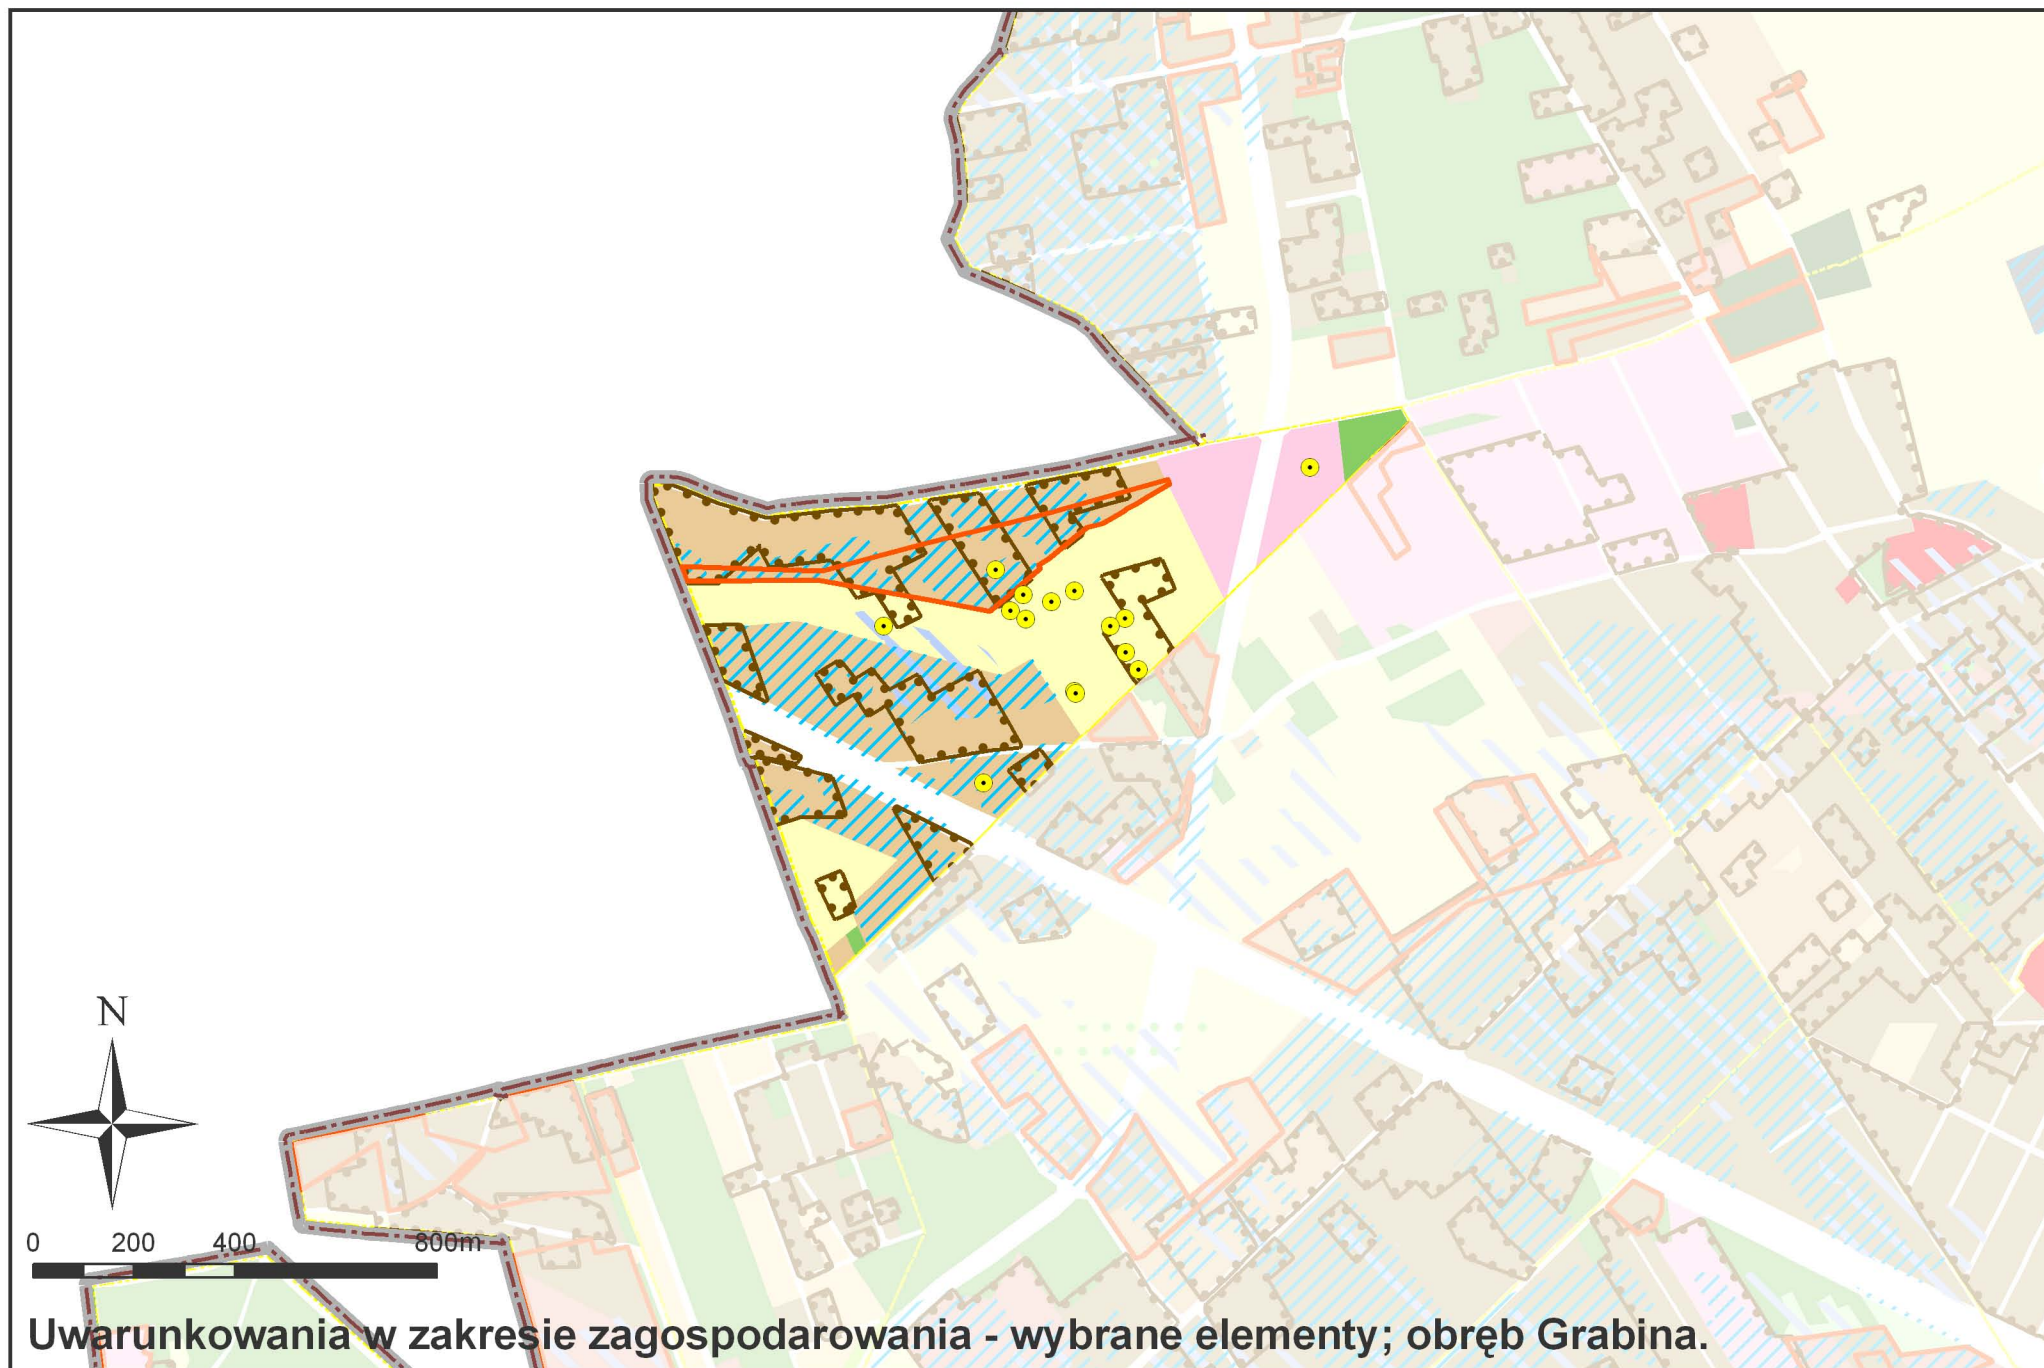 N
0 200 400 800m
Uwarunkowania w zakresie zagospodarowania - wybrane elementy; obręb Grabina.